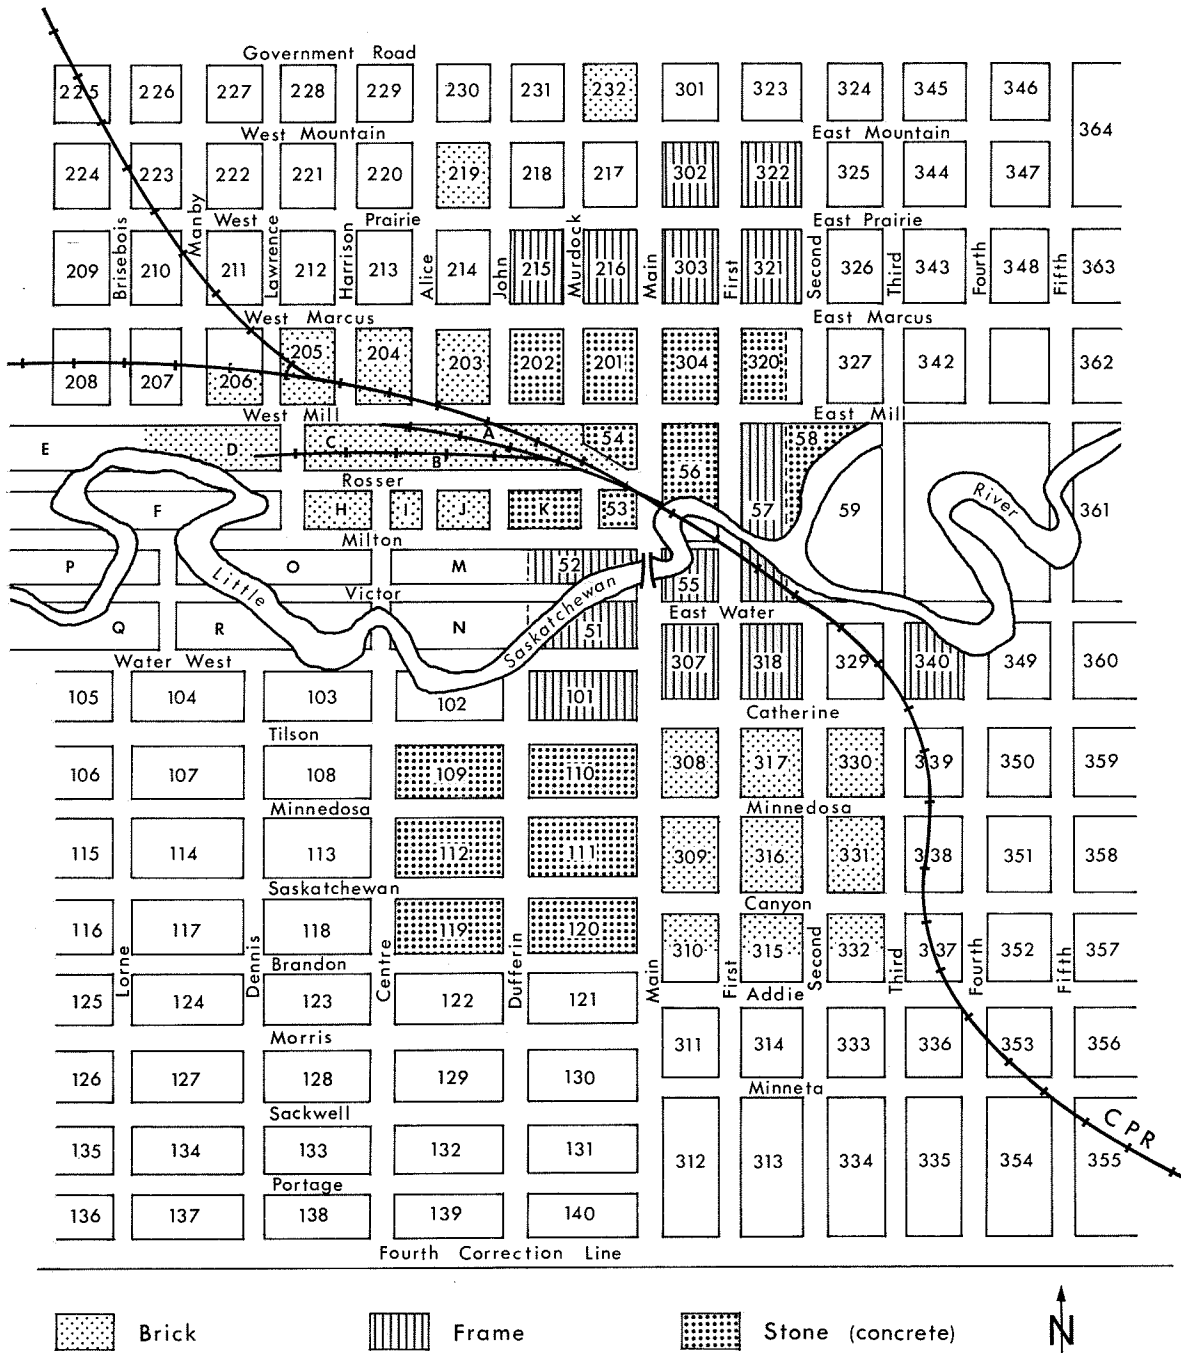 Government Road
225 226 227 228 229 230 231 232 301 323 324 345 346
364
West Mountain East Mountain
224 223 222 221 220 219 218 217 302 322 325 344 347
West Prairie East Prairie
Brisebois Manby Lawrence Harrison Alice John Murdock Main First Second Third Fourth Fifth
209 210 211 212 213 214 215 216 303 321 326 343 348 363
West Marcus East Marcus
208 207 206 205 204 203 202 201 304 320 327 342 362
West Mill East Mill
E D C A B 54 56 58
Rosser
F H I J K 53 57 59 River 361
Milton
P O M 52 55
Little Saskatchewan
Victor East Water
Q R N 51
Water West
307 318 329 340 349 360
105 104 103 102 101
Catherine
Tilson
106 107 108 109 110 308 317 330 339 350 359
Minnedosa Minnedosa
115 114 113 112 111 309 316 331 338 351 358
Saskatchewan
Canyon
116 117 118 119 120 310 315 332 337 352 357
Lorne Dennis Centre Dufferin Main First Second Third Fourth Fifth
Brandon
Addie
125 124 123 122 121
Morris
311 314 333 336 353 356
126 127 128 129 130
Minneta
Sackwell
CPR
135 134 133 132 131 312 313 334 335 354 355
Portage
136 137 138 139 140
Fourth Correction Line
Brick Frame Stone (concrete) N